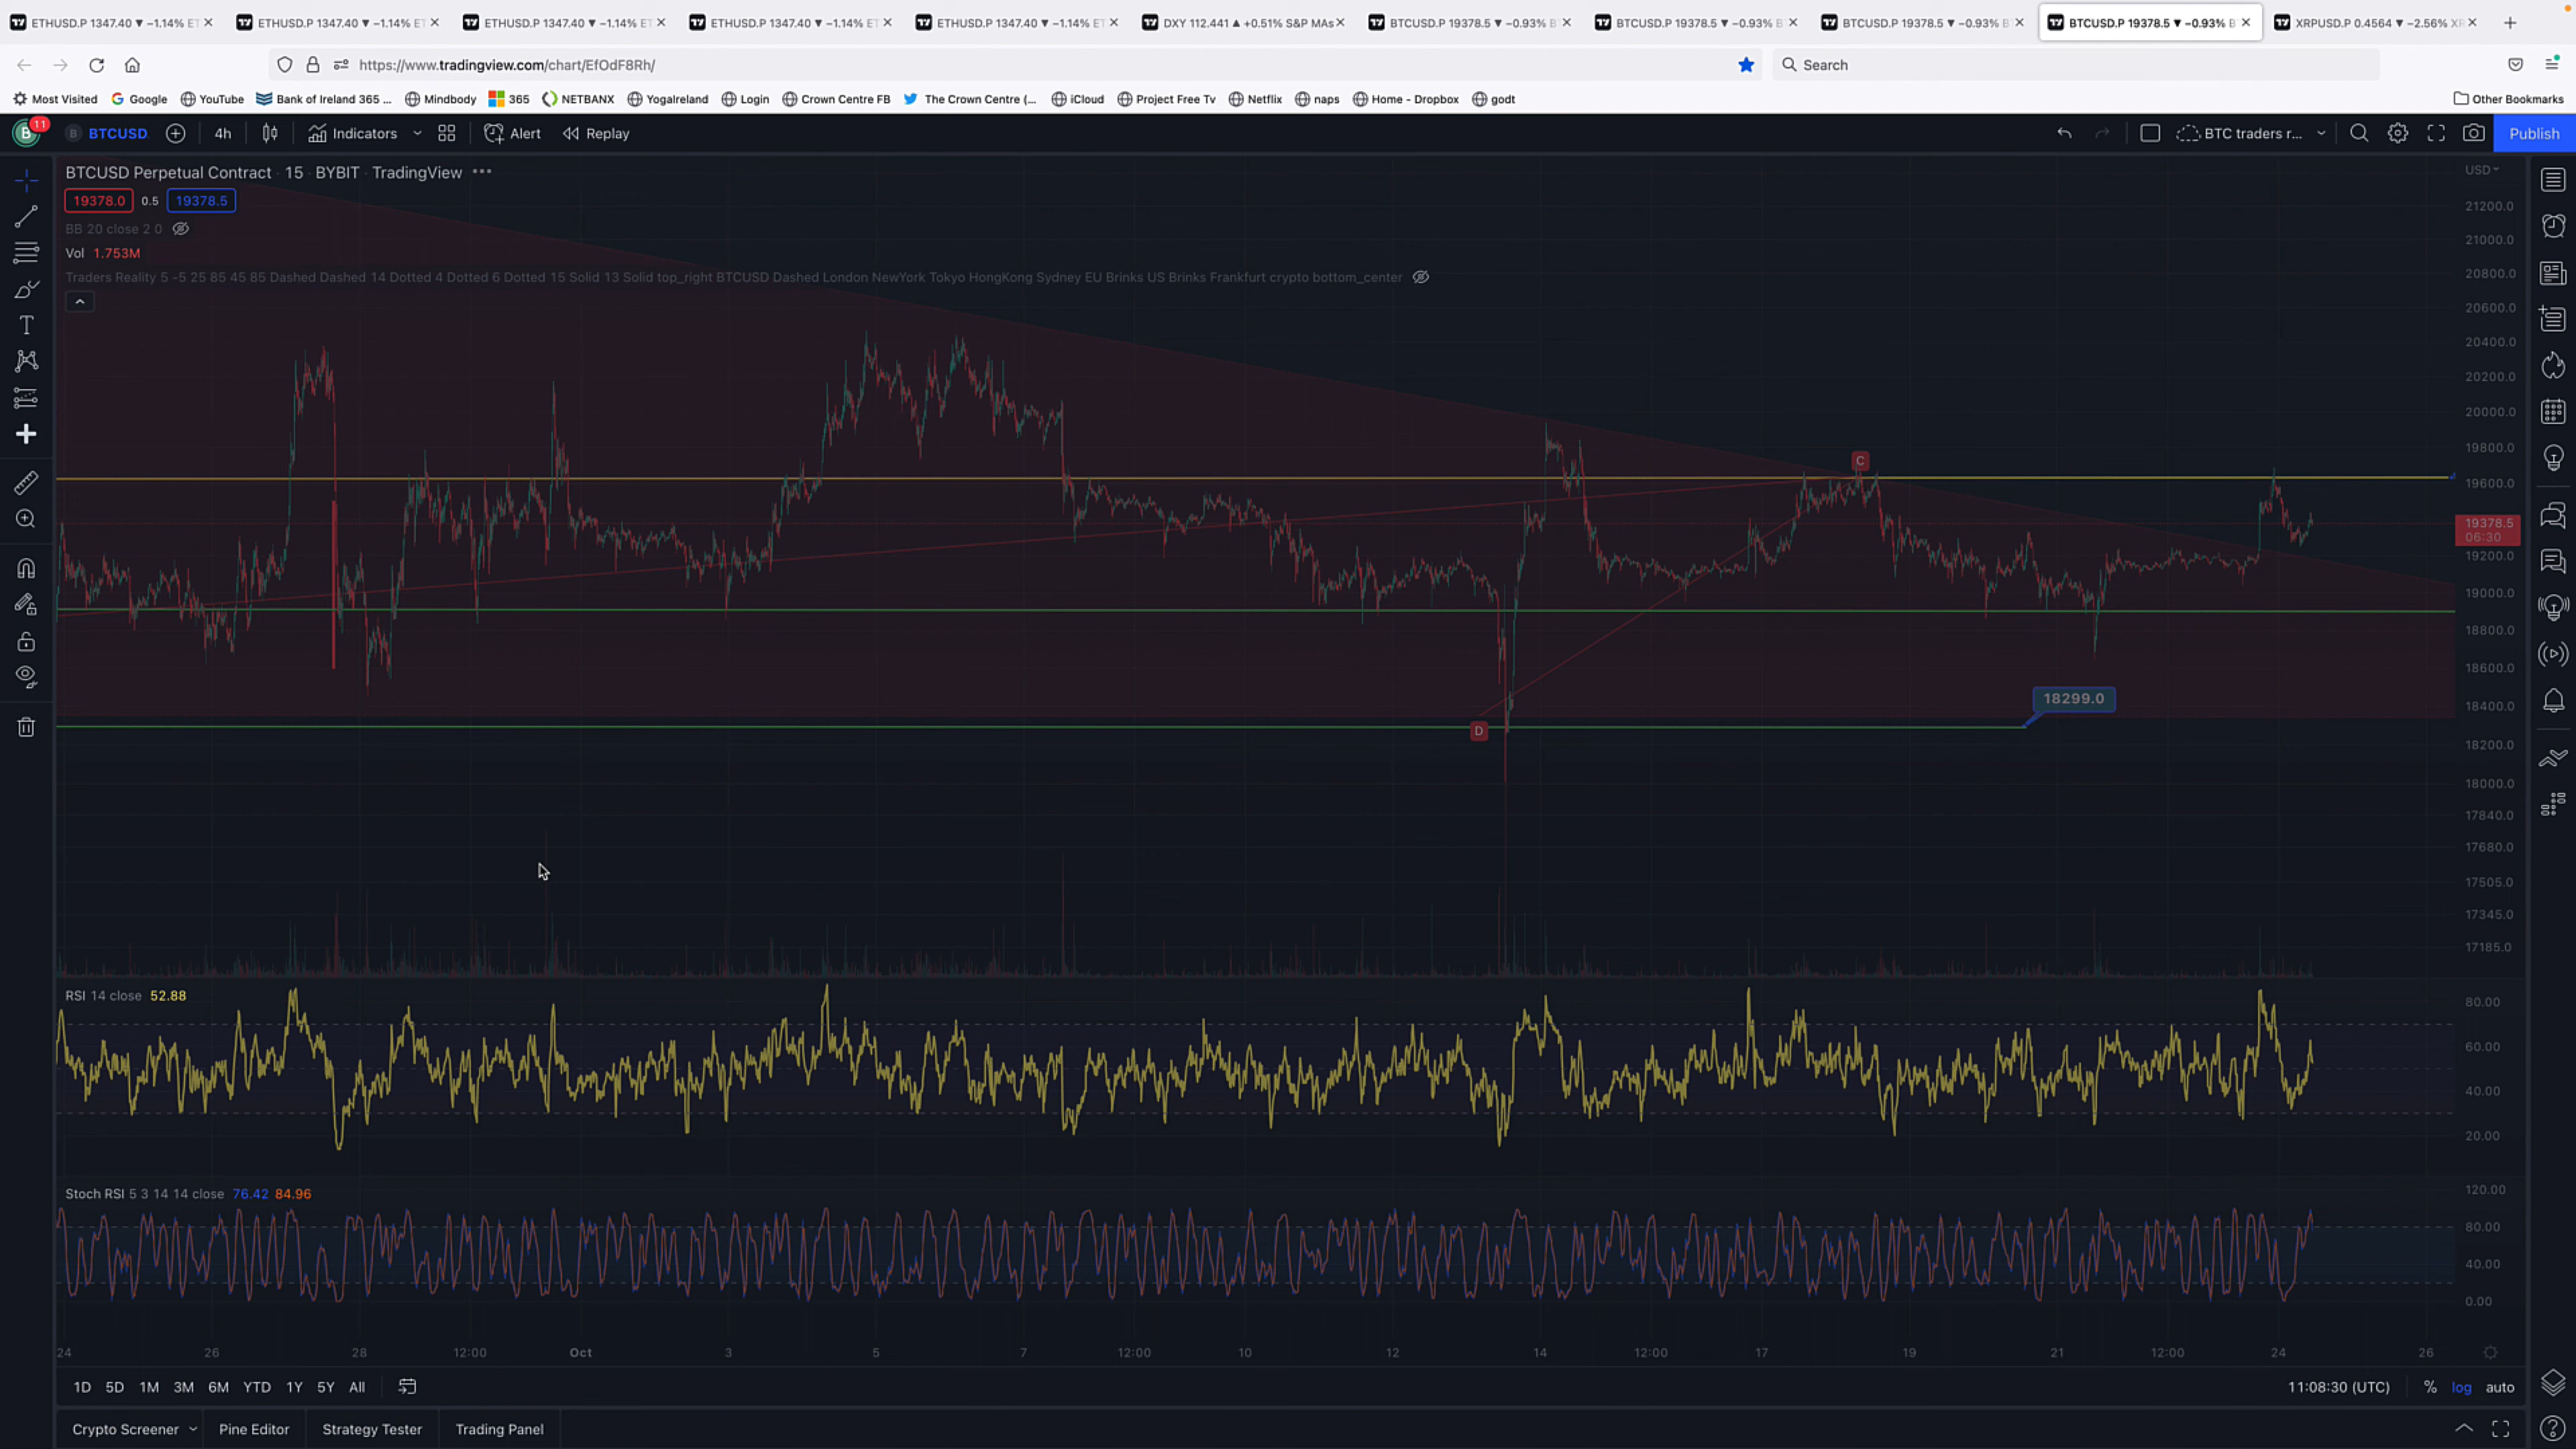 ETHUSD.P 1347.40 ▼ −1.14% ET
ETHUSD.P 1347.40 ▼ −1.14% ET
ETHUSD.P 1347.40 ▼ −1.14% ET
ETHUSD.P 1347.40 ▼ −1.14% ET
ETHUSD.P 1347.40 ▼ −1.14% ET
DXY 112.441 ▲ +0.51% S&P MAs
BTCUSD.P 19378.5 ▼ −0.93% B
BTCUSD.P 19378.5 ▼ −0.93% B
BTCUSD.P 19378.5 ▼ −0.93% B
BTCUSD.P 19378.5 ▼ −0.93% B
XRPUSD.P 0.4564 ▼ −2.56% XR
https://www.tradingview.com/chart/EfOdF8Rh/
Search
Most Visited
Google
YouTube
Bank of Ireland 365 ...
Mindbody
365
NETBANX
YogaIreland
Login
Crown Centre FB
The Crown Centre (...
iCloud
Project Free Tv
Netflix
naps
Home - Dropbox
godt
Other Bookmarks
B
11
B BTCUSD
4h
Indicators
Alert
Replay
BTC traders r...
Publish
BTCUSD Perpetual Contract · 15 · BYBIT · TradingView
19378.0 0.5 19378.5
BB 20 close 2 0
Vol 1.753M
Traders Reality 5 -5 25 85 45 85 Dashed Dashed 14 Dotted 4 Dotted 6 Dotted 15 Solid 13 Solid top_right BTCUSD Dashed London NewYork Tokyo HongKong Sydney EU Brinks US Brinks Frankfurt crypto bottom_center
USD
21200.0
21000.0
20800.0
20600.0
20400.0
20200.0
20000.0
19800.0
19600.0
19378.5
06:30
19200.0
19000.0
18800.0
18600.0
18400.0
18200.0
18000.0
17840.0
17680.0
17505.0
17345.0
17185.0
C
D
18299.0
RSI 14 close 52.88
80.00
60.00
40.00
20.00
Stoch RSI 5 3 14 14 close 76.42 84.96
120.00
80.00
40.00
0.00
24 26 28 12:00 Oct 3 5 7 12:00 10 12 14 12:00 17 19 21 12:00 24 26
1D 5D 1M 3M 6M YTD 1Y 5Y All
11:08:30 (UTC) % log auto
Crypto Screener Pine Editor Strategy Tester Trading Panel